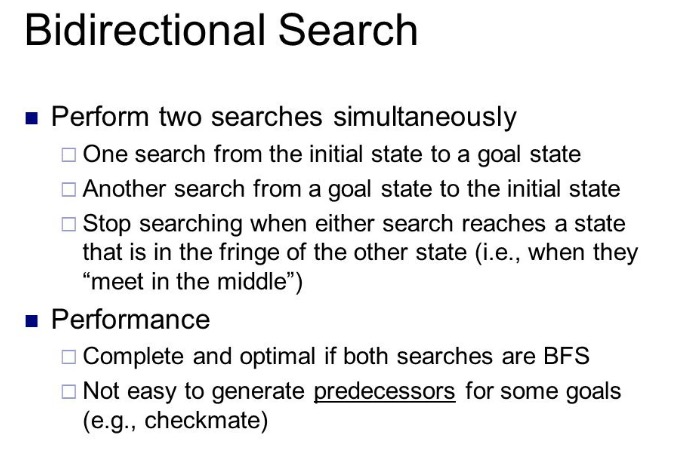 Bidirectional Search
Perform two searches simultaneously
One search from the initial state to a goal state
Another search from a goal state to the initial state
Stop searching when either search reaches a state
that is in the fringe of the other state (i.e., when they
“meet in the middle”)
Performance
Complete and optimal if both searches are BFS
Not easy to generate predecessors for some goals
(e.g., checkmate)